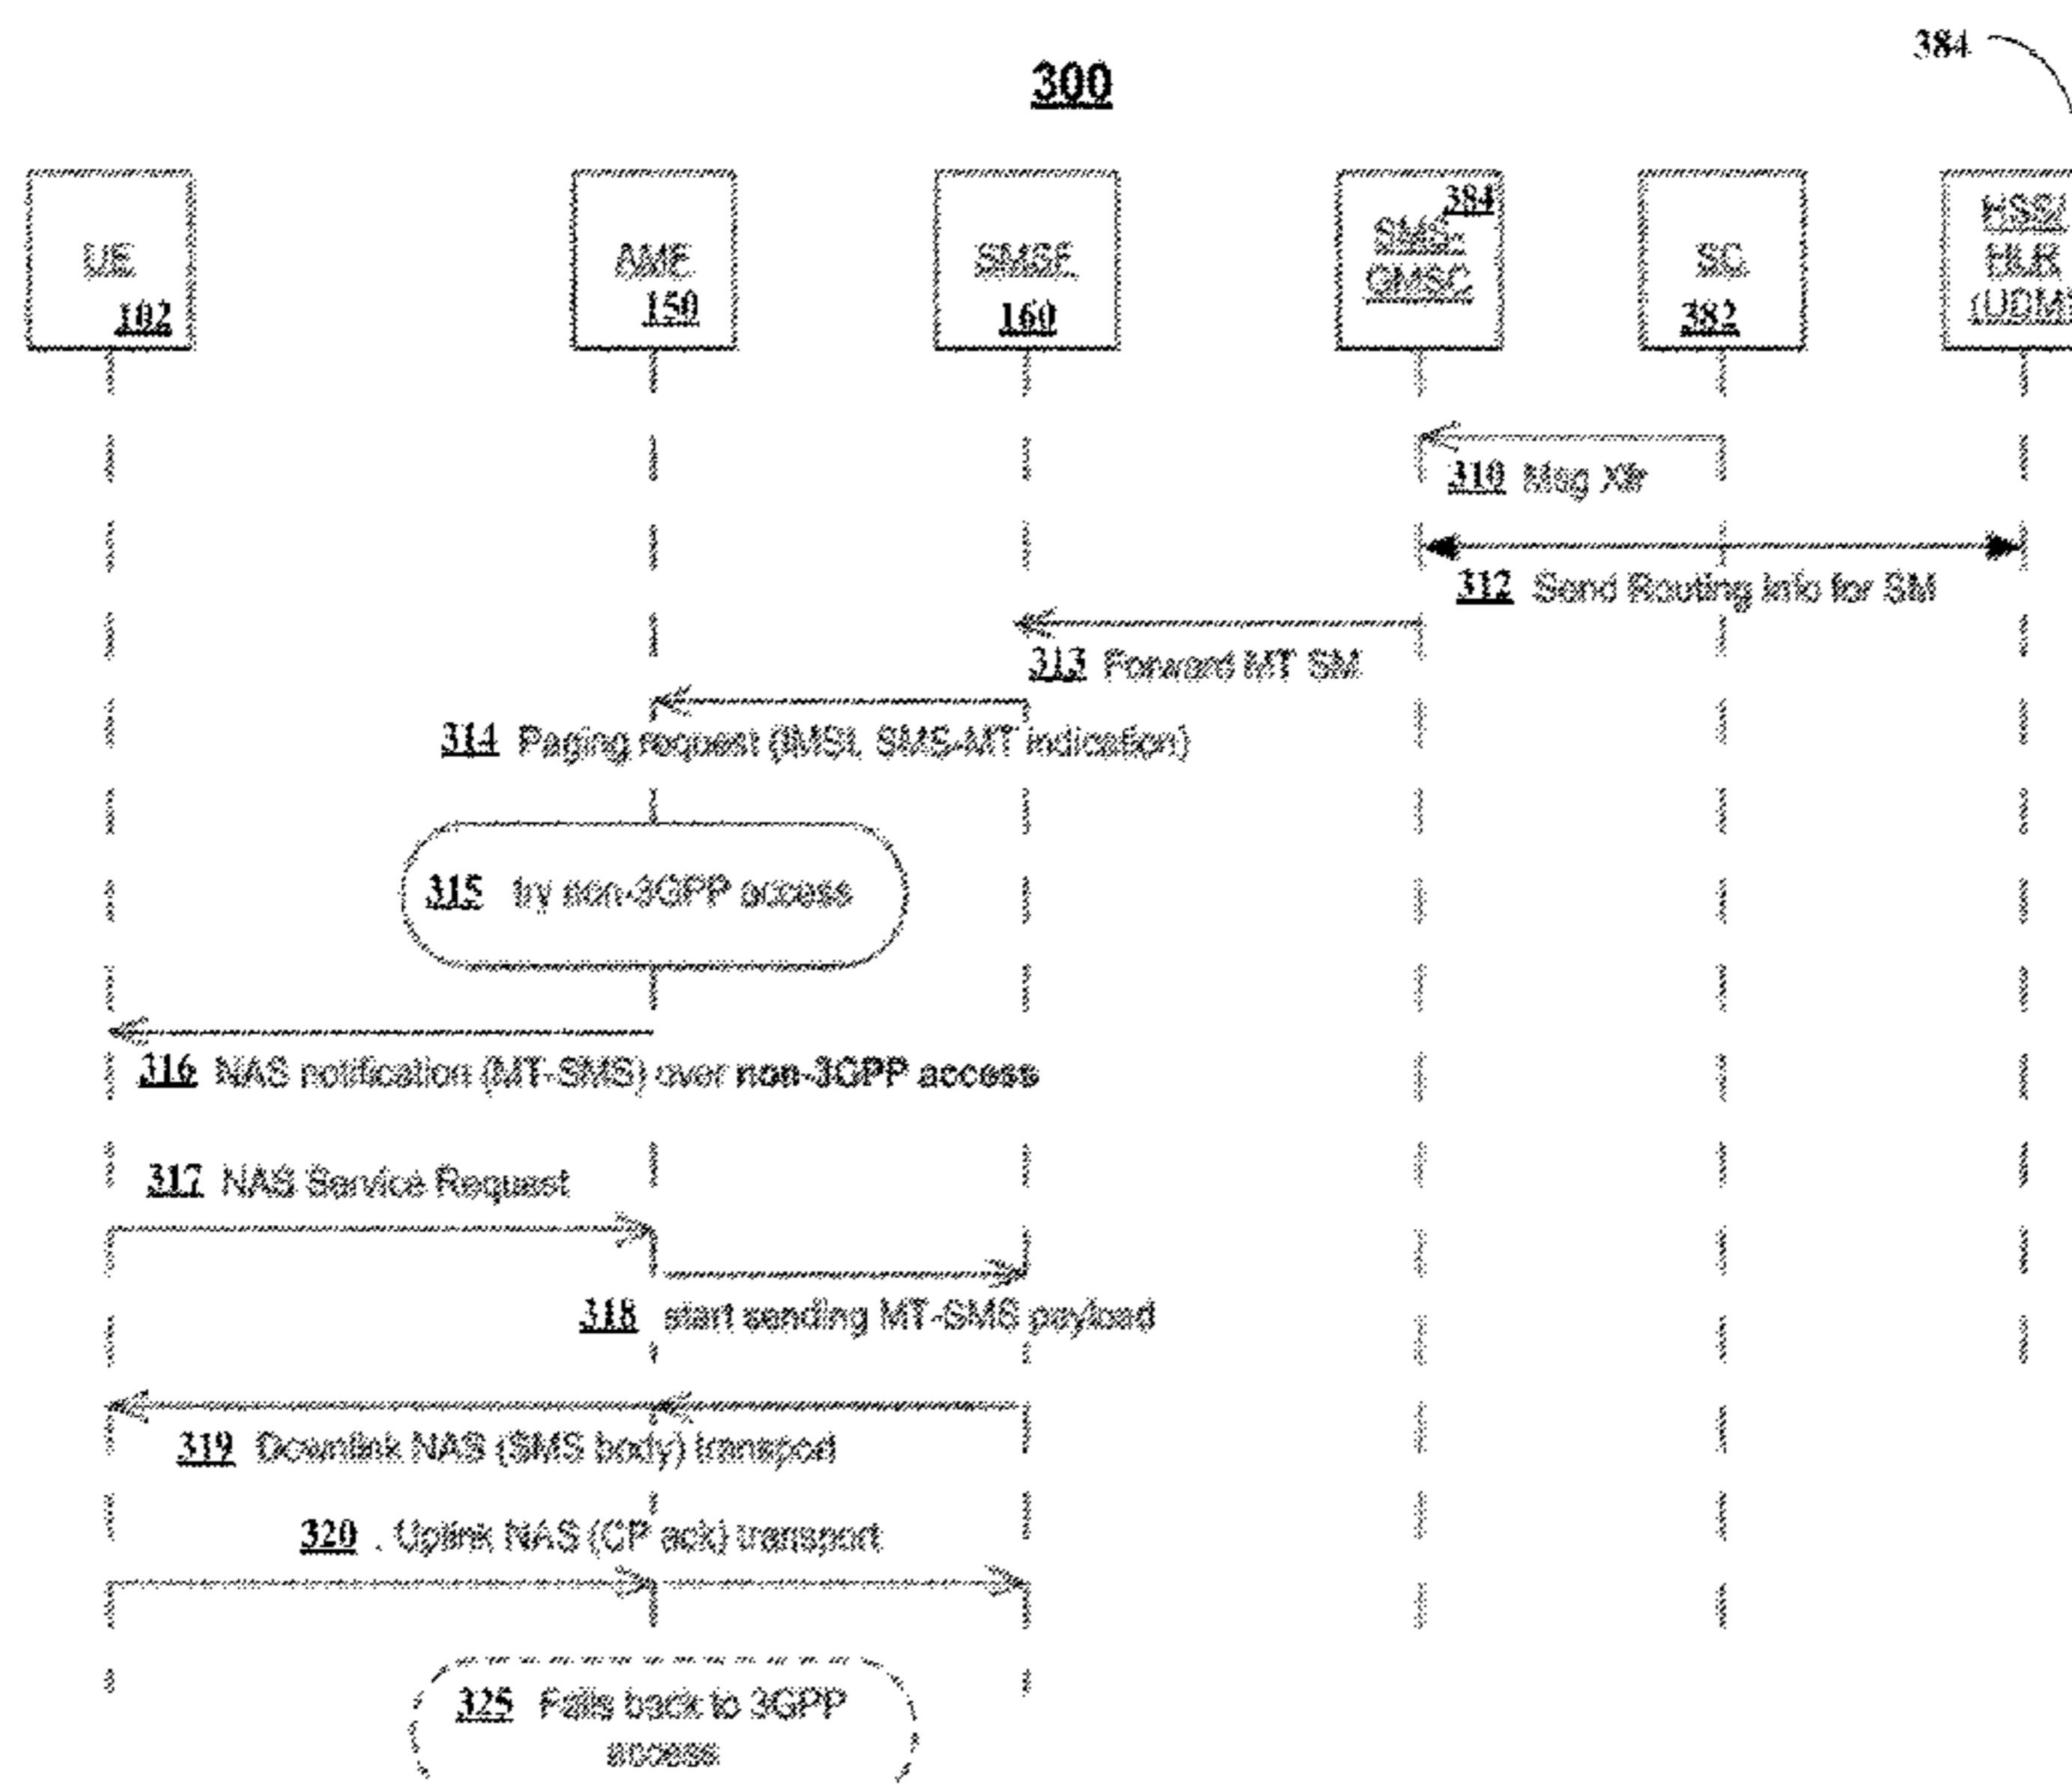 384
300
UE
102
AMF
150
SMSF
160
384
SMS-
GMSC
SC
382
HSS/
HLR
(UDM)
310 Msg Xfr
312 Send Routing Info for SM
313 Forward MT SM
314 Paging request (IMSI, SMS-MT indication)
315 try non-3GPP access
316 NAS notification (MT-SMS) over non-3GPP access
317 NAS Service Request
318 start sending MT-SMS payload
319 Downlink NAS (SMS body) transport
320 . Uplink NAS (CP ack) transport
325 Falls back to 3GPP
access